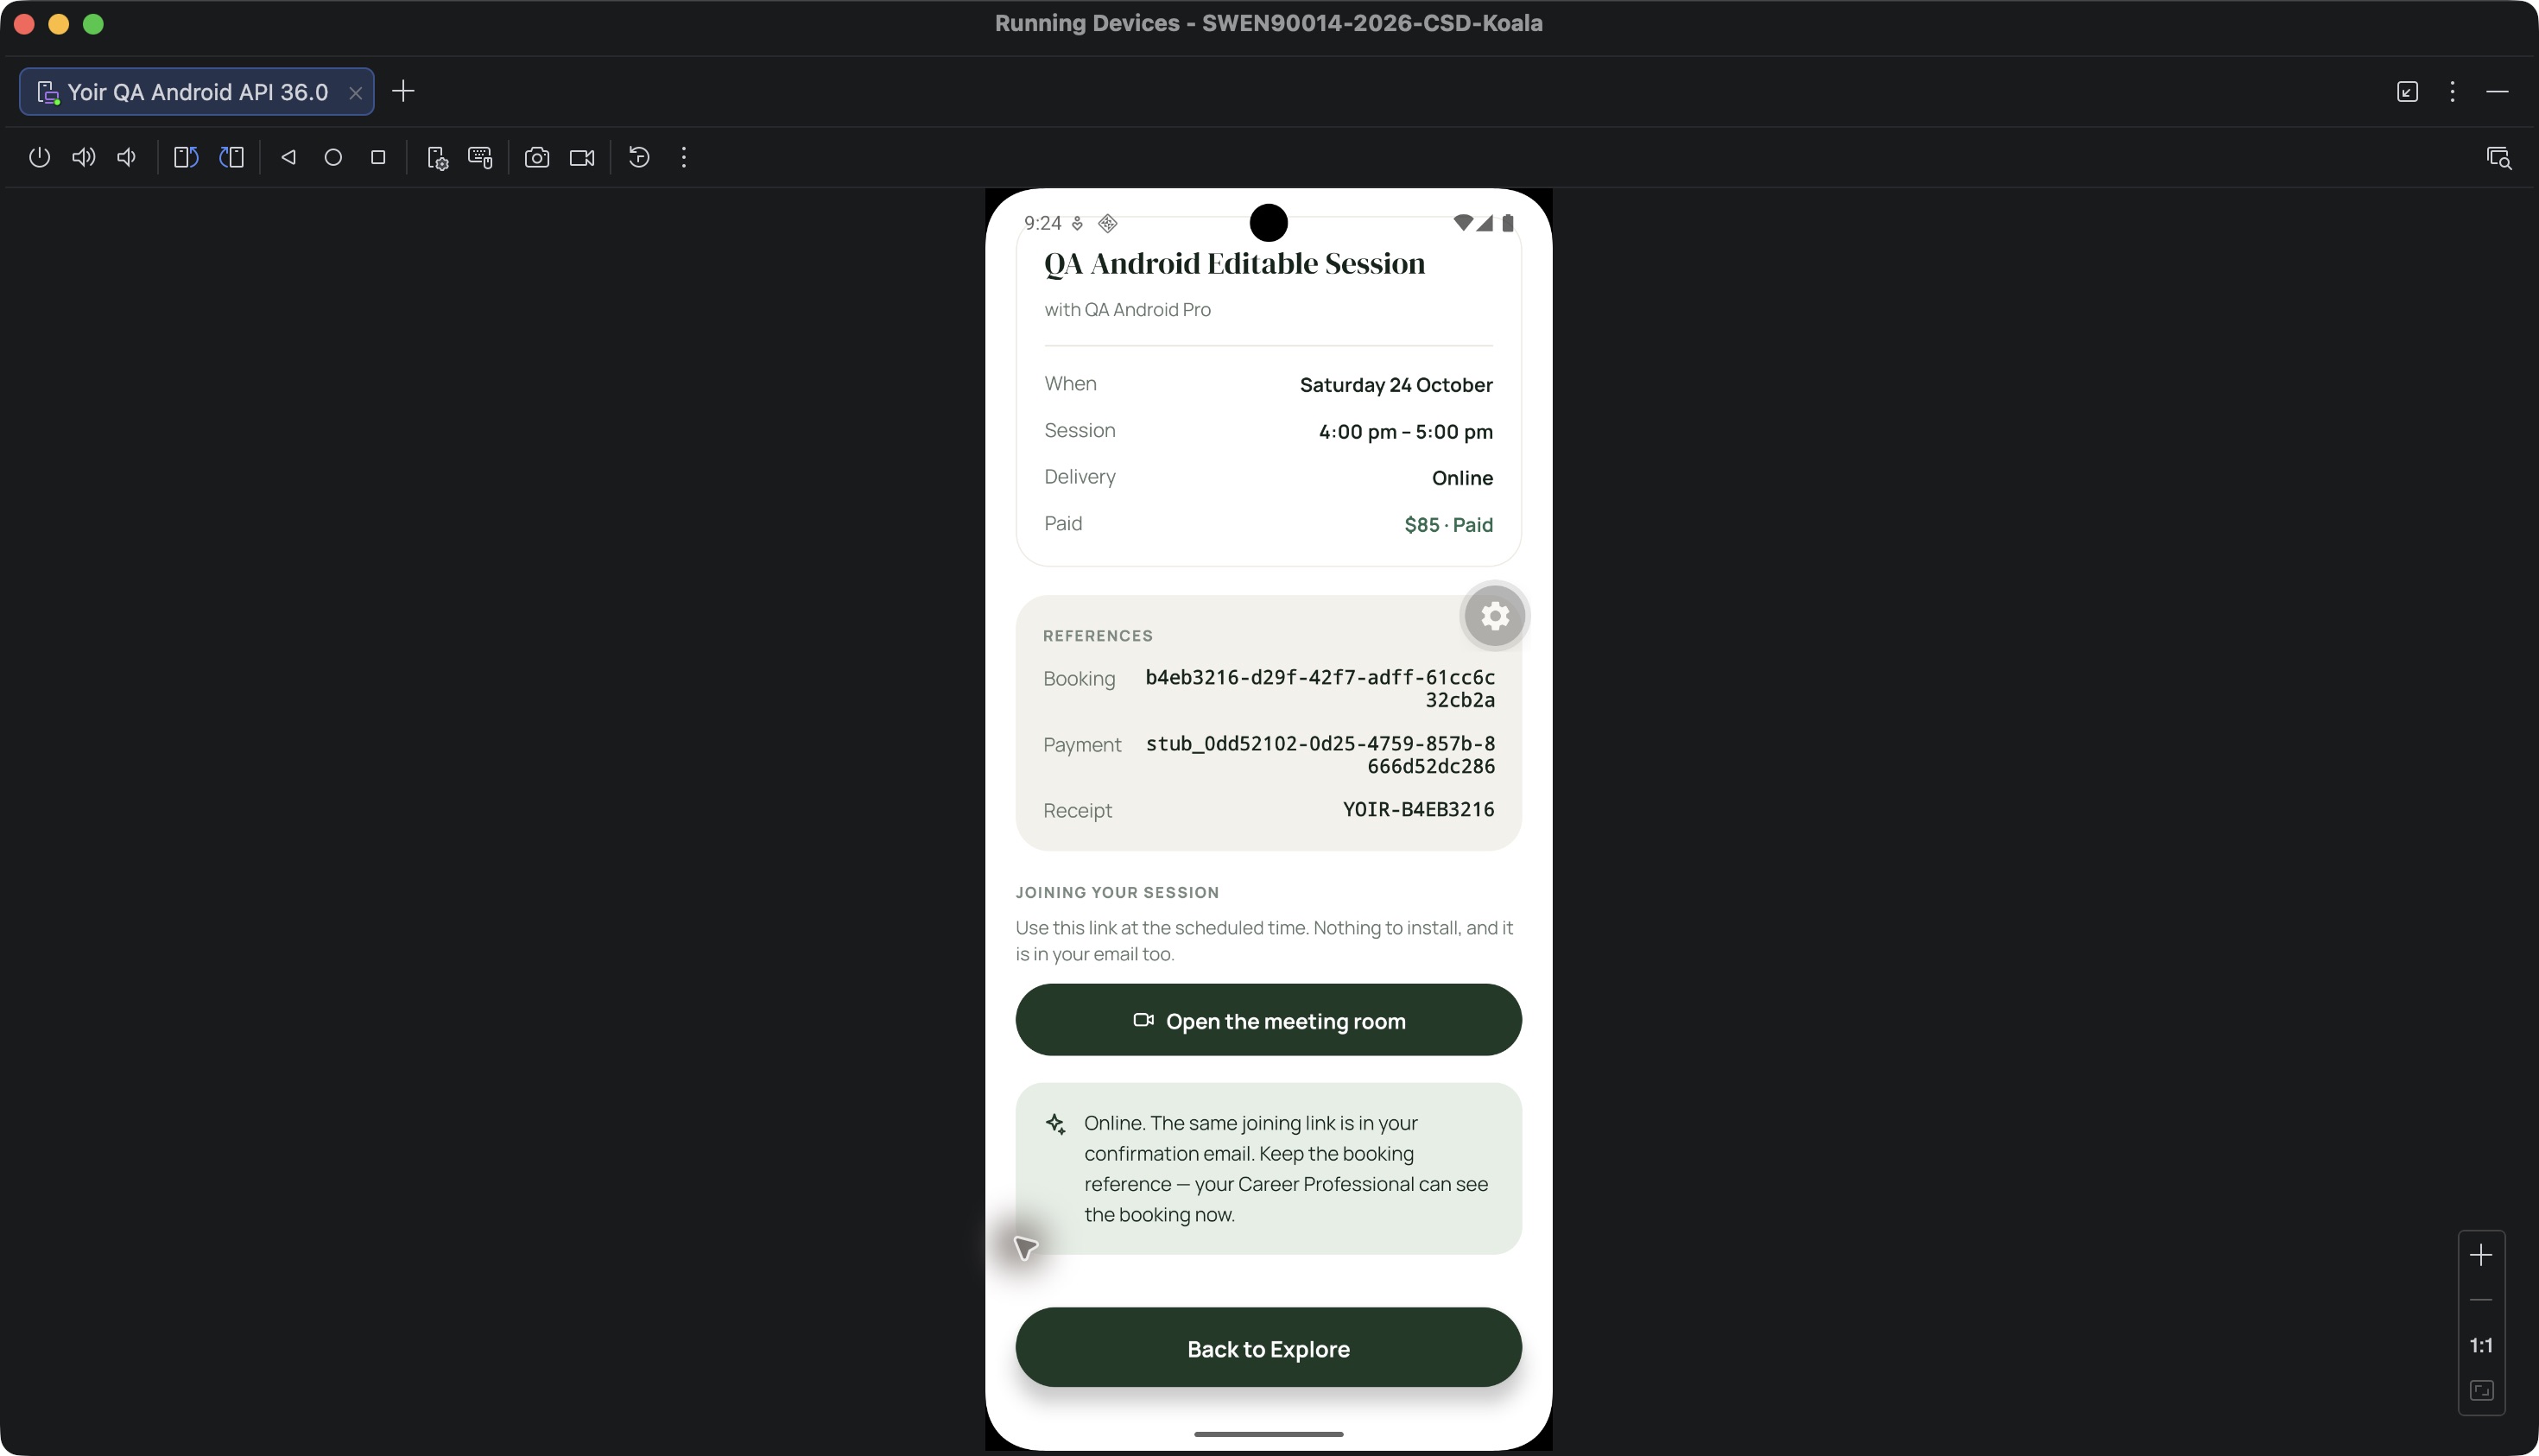 Running Devices - SWEN90014-2026-CSD-Koala
Yoir QA Android API 36.0
9:24
QA Android Editable Session
with QA Android Pro
When Saturday 24 October
Session 4:00 pm – 5:00 pm
Delivery Online
Paid $85 · Paid
REFERENCES
Booking b4eb3216-d29f-42f7-adff-61cc6c
32cb2a
Payment stub_0dd52102-0d25-4759-857b-8
666d52dc286
Receipt YOIR-B4EB3216
JOINING YOUR SESSION
Use this link at the scheduled time. Nothing to install, and it
is in your email too.
Open the meeting room
Online. The same joining link is in your
confirmation email. Keep the booking
reference — your Career Professional can see
the booking now.
Back to Explore
1:1